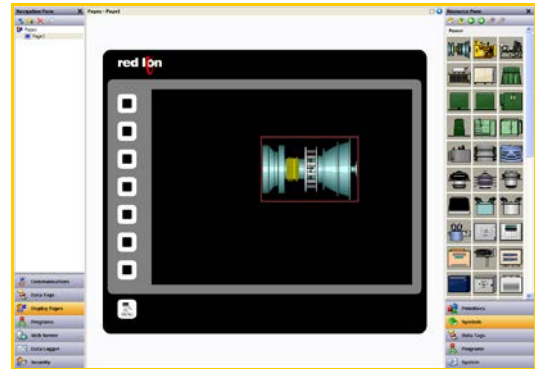 Navigation Pane
Pages - Page1
Resource Pane
Pages
Page1
Power
red lion
Communications
Data Tags
Display Pages
Programs
Web Server
Data Logger
Security
Primitives
Symbols
Data Tags
Programs
System